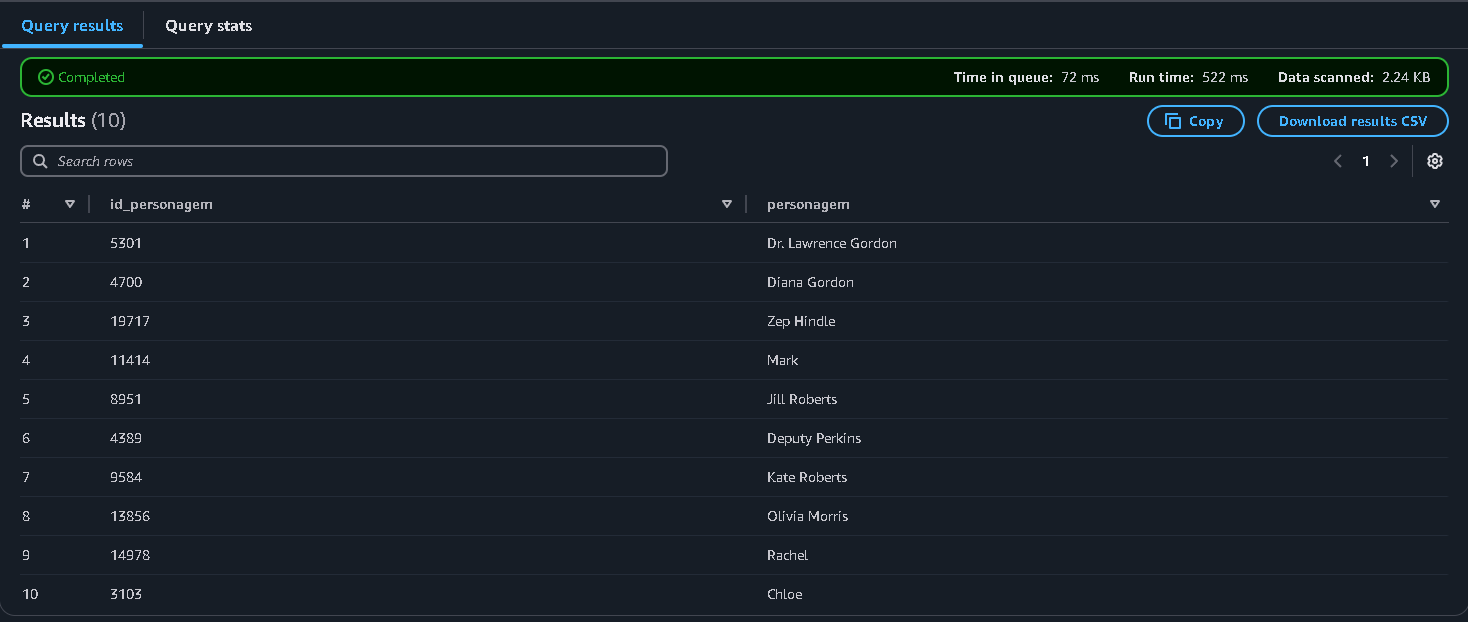 Query results Query stats
Completed Time in queue: 72 ms Run time: 522 ms Data scanned: 2.24 KB
Results (10) Copy Download results CSV
Search rows 1
# id_personagem personagem
1 5301 Dr. Lawrence Gordon
2 4700 Diana Gordon
3 19717 Zep Hindle
4 11414 Mark
5 8951 Jill Roberts
6 4389 Deputy Perkins
7 9584 Kate Roberts
8 13856 Olivia Morris
9 14978 Rachel
10 3103 Chloe